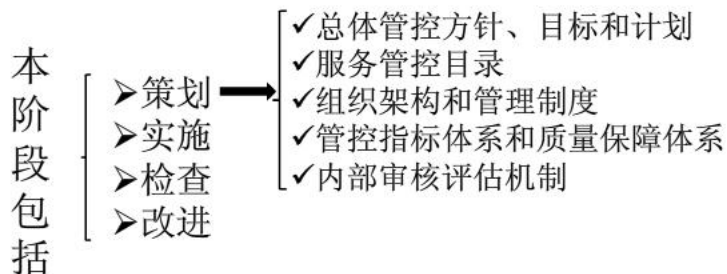 本阶段包括
➢策划
➢实施
➢检查
➢改进
✓总体管控方针、目标和计划
✓服务管控目录
✓组织架构和管理制度
✓管控指标体系和质量保障体系
✓内部审核评估机制